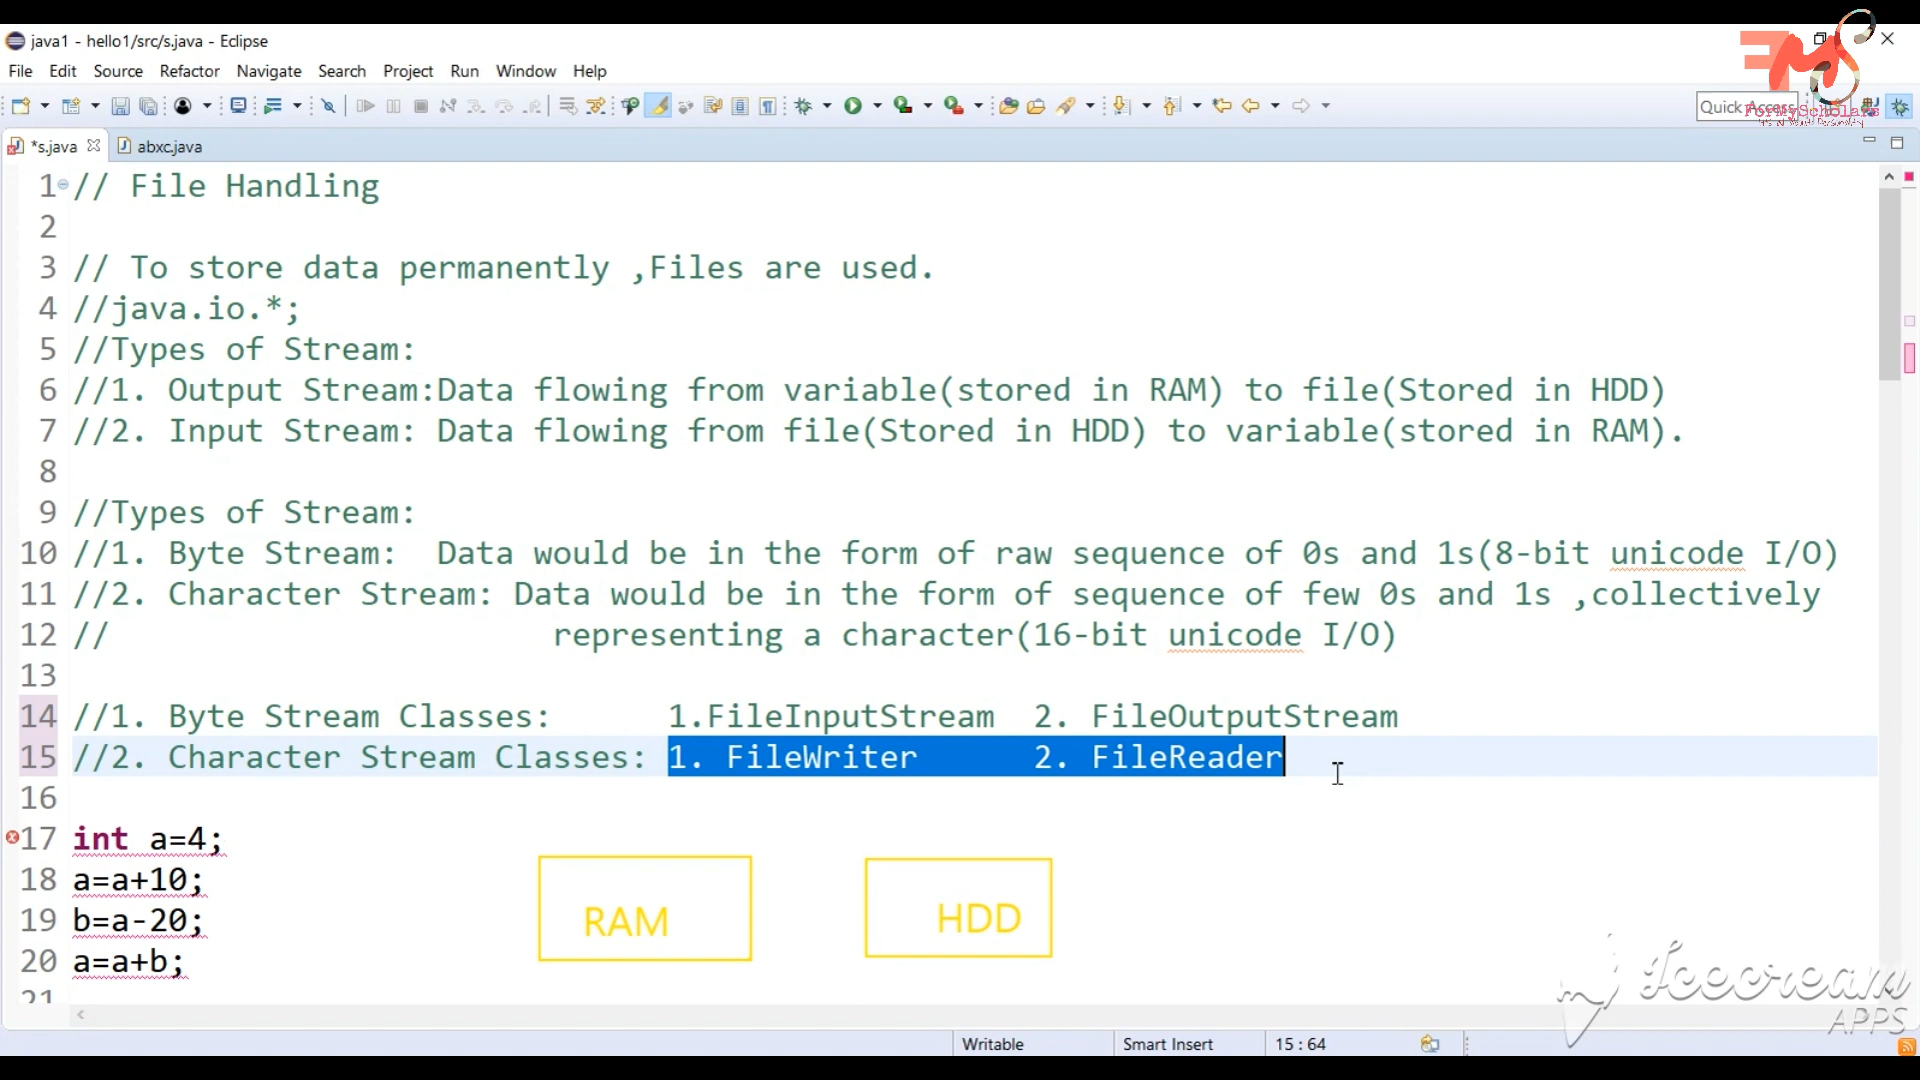 java1 - hello1/src/s.java - Eclipse
File Edit Source Refactor Navigate Search Project Run Window Help
Quick Access
ForMyScholars
*s.java abxc.java
1 // File Handling
2
3 // To store data permanently ,Files are used.
4 //java.io.*;
5 //Types of Stream:
6 //1. Output Stream:Data flowing from variable(stored in RAM) to file(Stored in HDD)
7 //2. Input Stream: Data flowing from file(Stored in HDD) to variable(stored in RAM).
8
9 //Types of Stream:
10 //1. Byte Stream:  Data would be in the form of raw sequence of 0s and 1s(8-bit unicode I/O)
11 //2. Character Stream: Data would be in the form of sequence of few 0s and 1s ,collectively
12 // representing a character(16-bit unicode I/O)
13
14 //1. Byte Stream Classes: 1.FileInputStream 2. FileOutputStream
15 //2. Character Stream Classes: 1. FileWriter 2. FileReader
16
17 int a=4;
18 a=a+10;
19 b=a-20;
20 a=a+b;
21
RAM HDD
Icecream
APPS
Writable Smart Insert 15 : 64